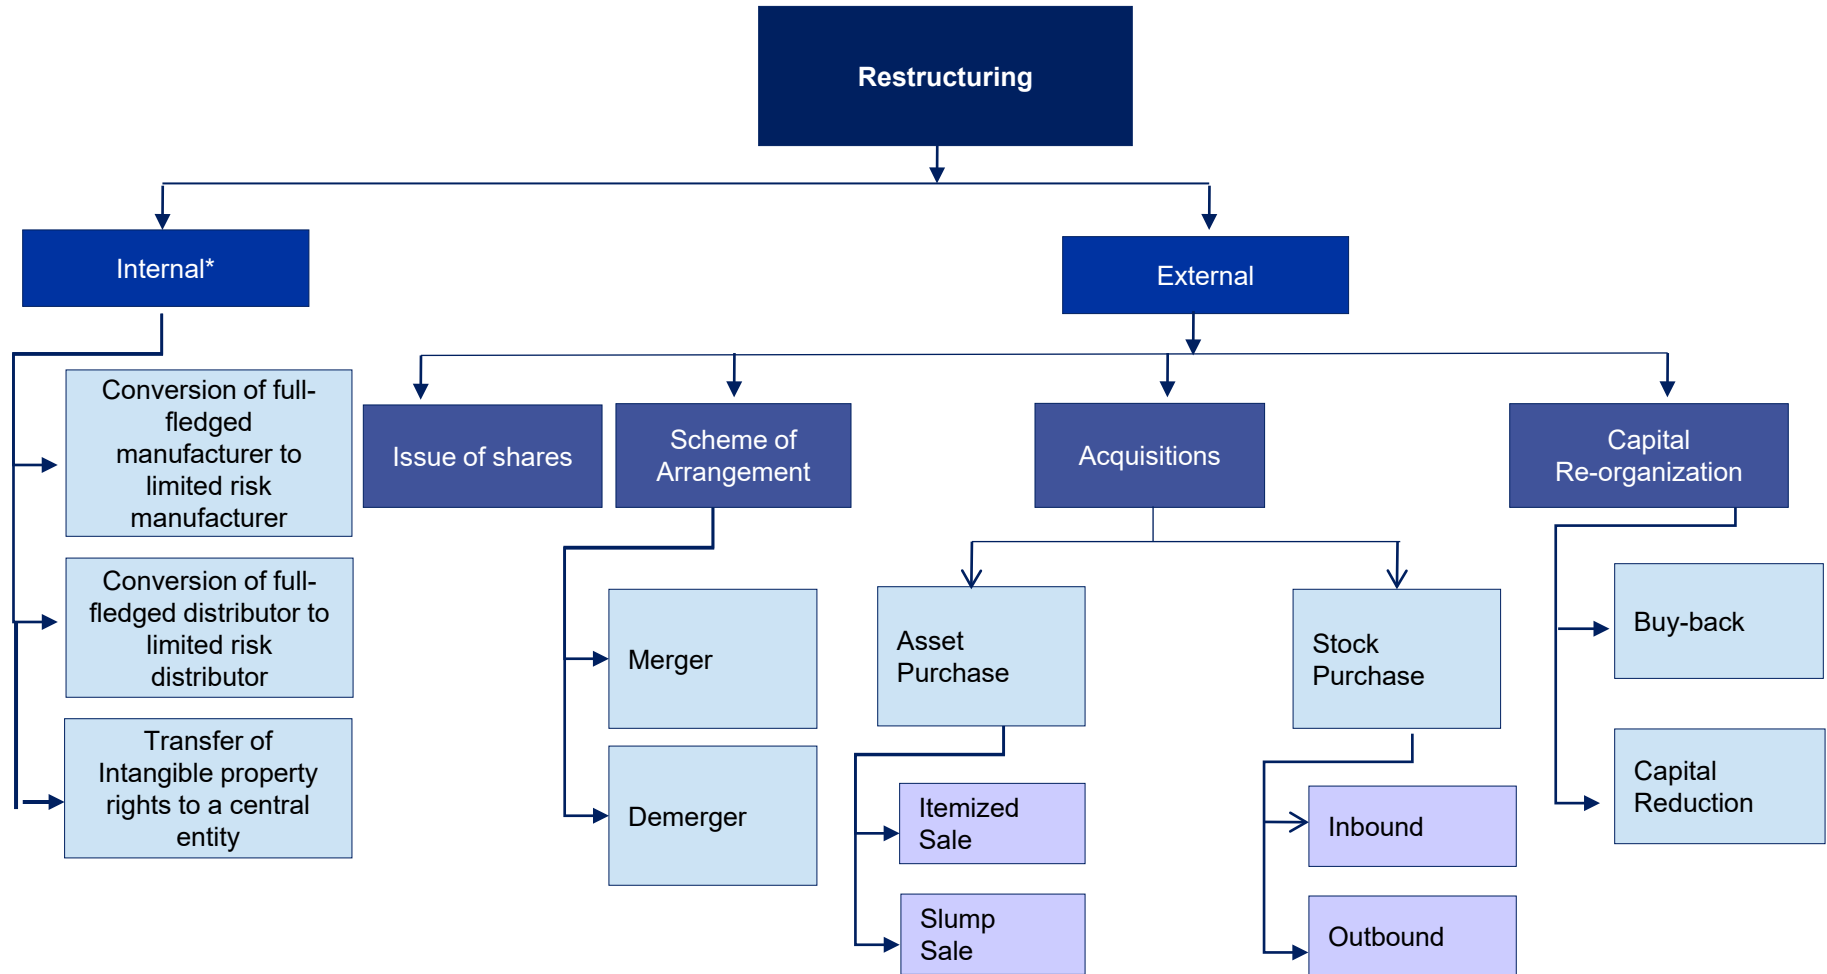 Restructuring
Internal*
External
Conversion of full-
fledged
manufacturer to
limited risk
manufacturer
Conversion of full-
fledged distributor to
limited risk
distributor
Transfer of
Intangible property
rights to a central
entity
Issue of shares
Scheme of
Arrangement
Merger
Demerger
Acquisitions
Asset
Purchase
Itemized
Sale
Slump
Sale
Stock
Purchase
Inbound
Outbound
Capital
Re-organization
Buy-back
Capital
Reduction